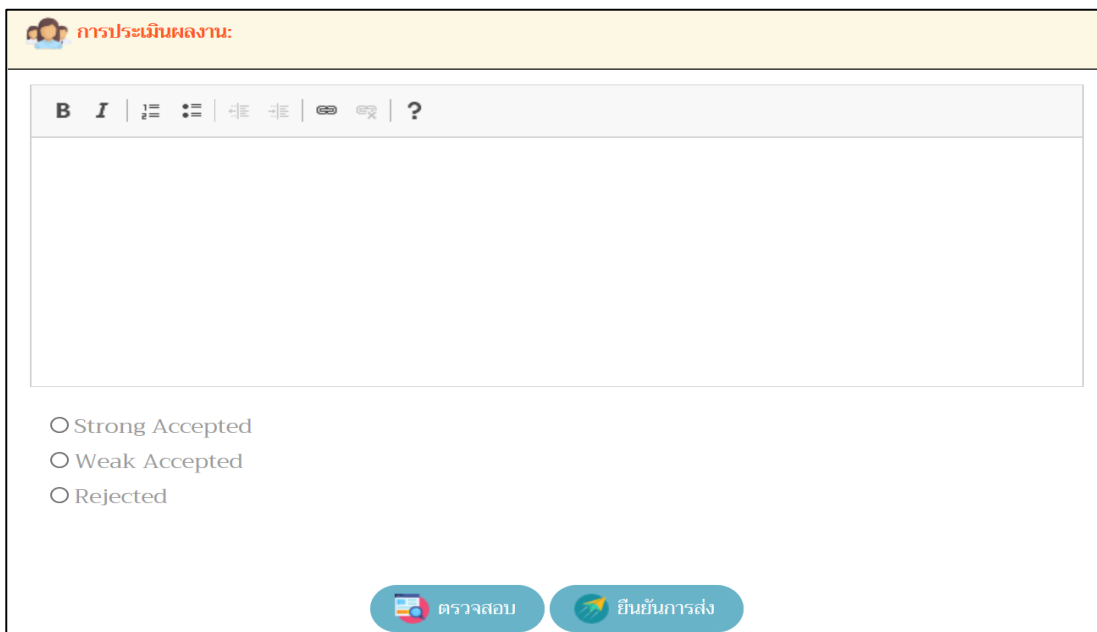 การประเมินผลงาน:
B I ?
Strong Accepted
Weak Accepted
Rejected
ตรวจสอบ ยืนยันการส่ง